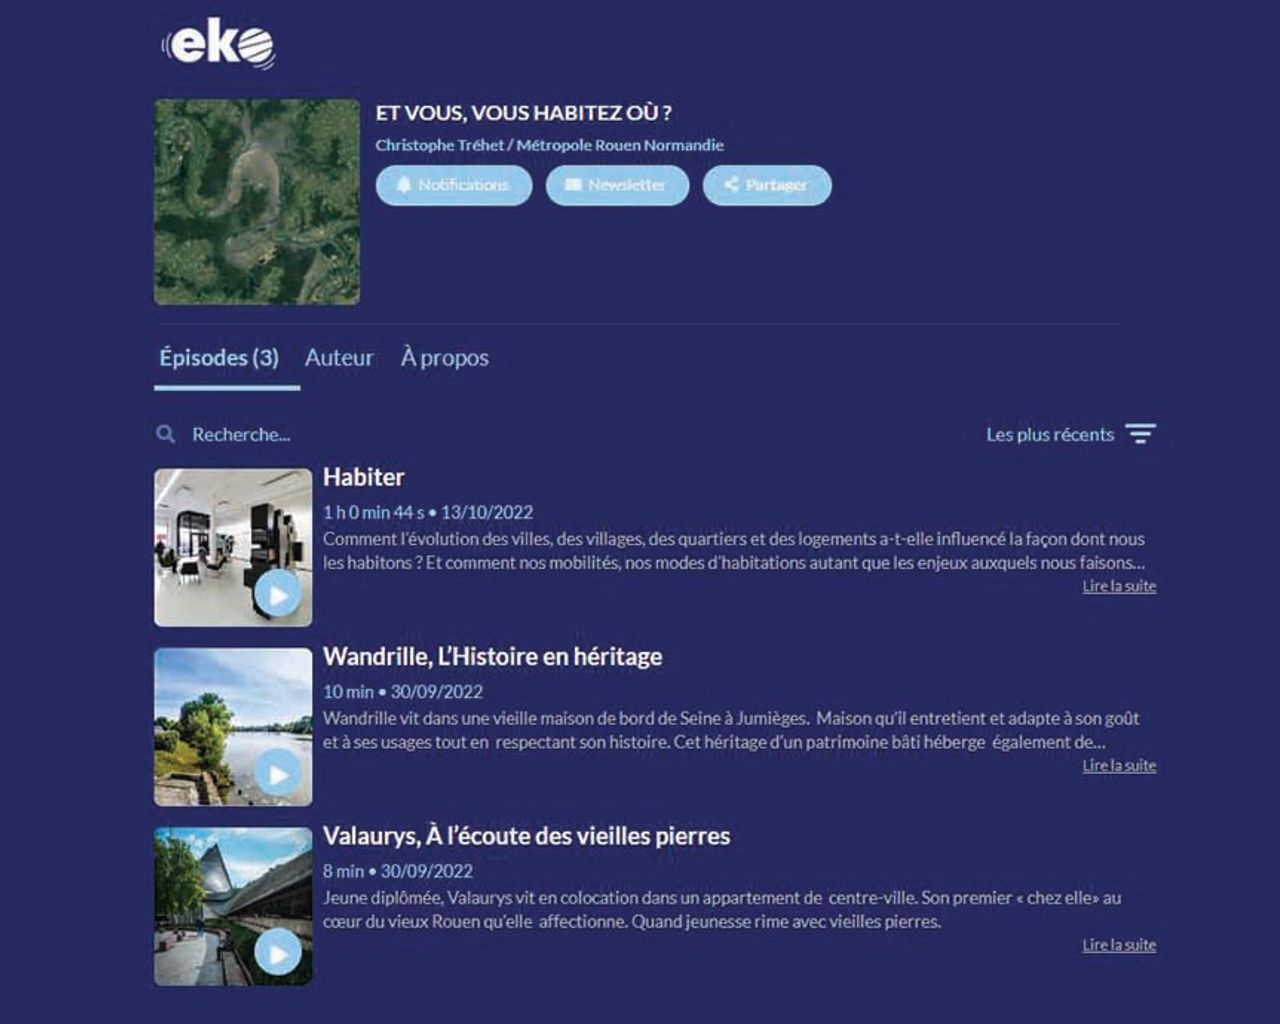 eko
ET VOUS, VOUS HABITEZ OÙ ?
Christophe Tréhet / Métropole Rouen Normandie
Notifications Newsletter Partager
Épisodes (3) Auteur À propos
Recherche... Les plus récents
Habiter
1 h 0 min 44 s • 13/10/2022
Comment l'évolution des villes, des villages, des quartiers et des logements a-t-elle influencé la façon dont nous
les habitons ? Et comment nos mobilités, nos modes d'habitations autant que les enjeux auxquels nous faisons...
Lire la suite
Wandrille, L'Histoire en héritage
10 min • 30/09/2022
Wandrille vit dans une vieille maison de bord de Seine à Jumièges. Maison qu'il entretient et adapte à son goût
et à ses usages tout en respectant son histoire. Cet héritage d'un patrimoine bâti héberge également de...
Lire la suite
Valaurys, À l'écoute des vieilles pierres
8 min • 30/09/2022
Jeune diplômée, Valaurys vit en colocation dans un appartement de centre-ville. Son premier « chez elle» au
cœur du vieux Rouen qu'elle affectionne. Quand jeunesse rime avec vieilles pierres.
Lire la suite